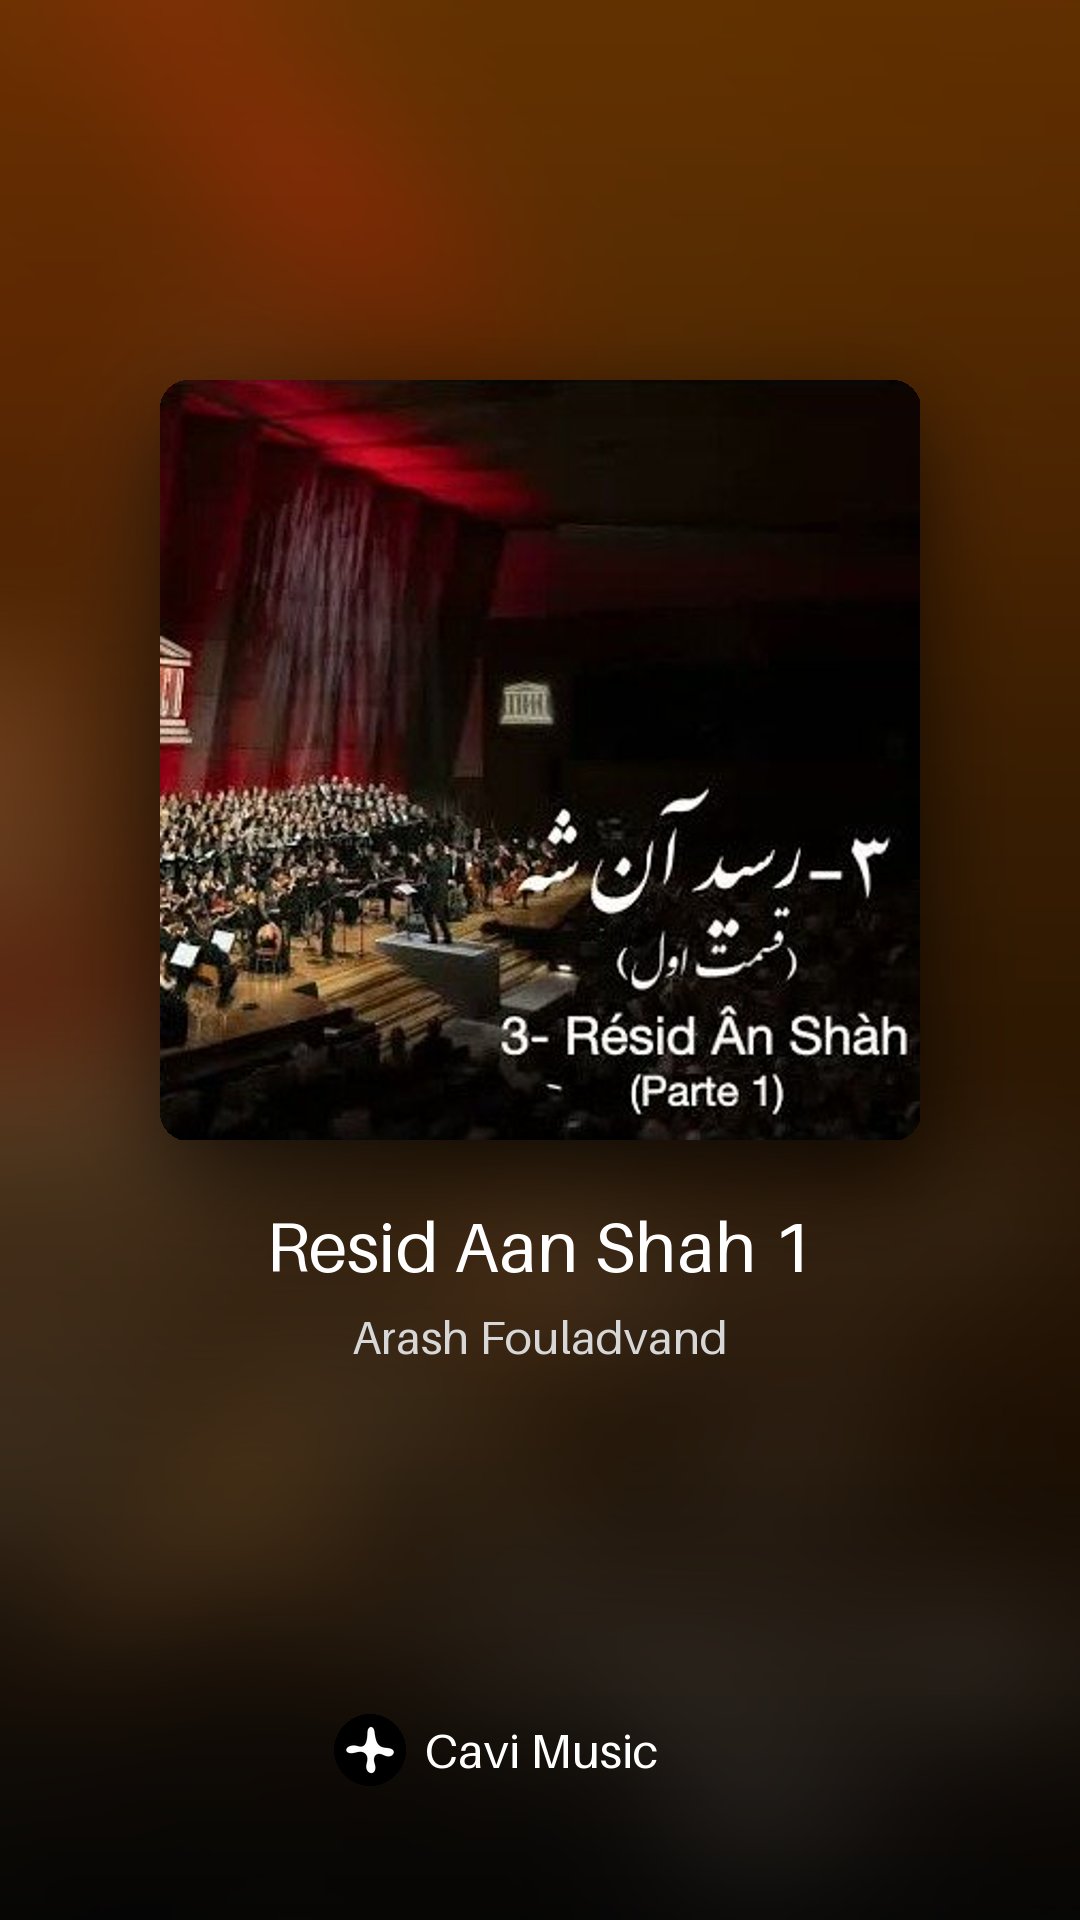 ۳- رسید آن شه
(قسمت اول)
3- Résid Ân Shàh
(Parte 1)
Resid Aan Shah 1
Arash Fouladvand
Cavi Music